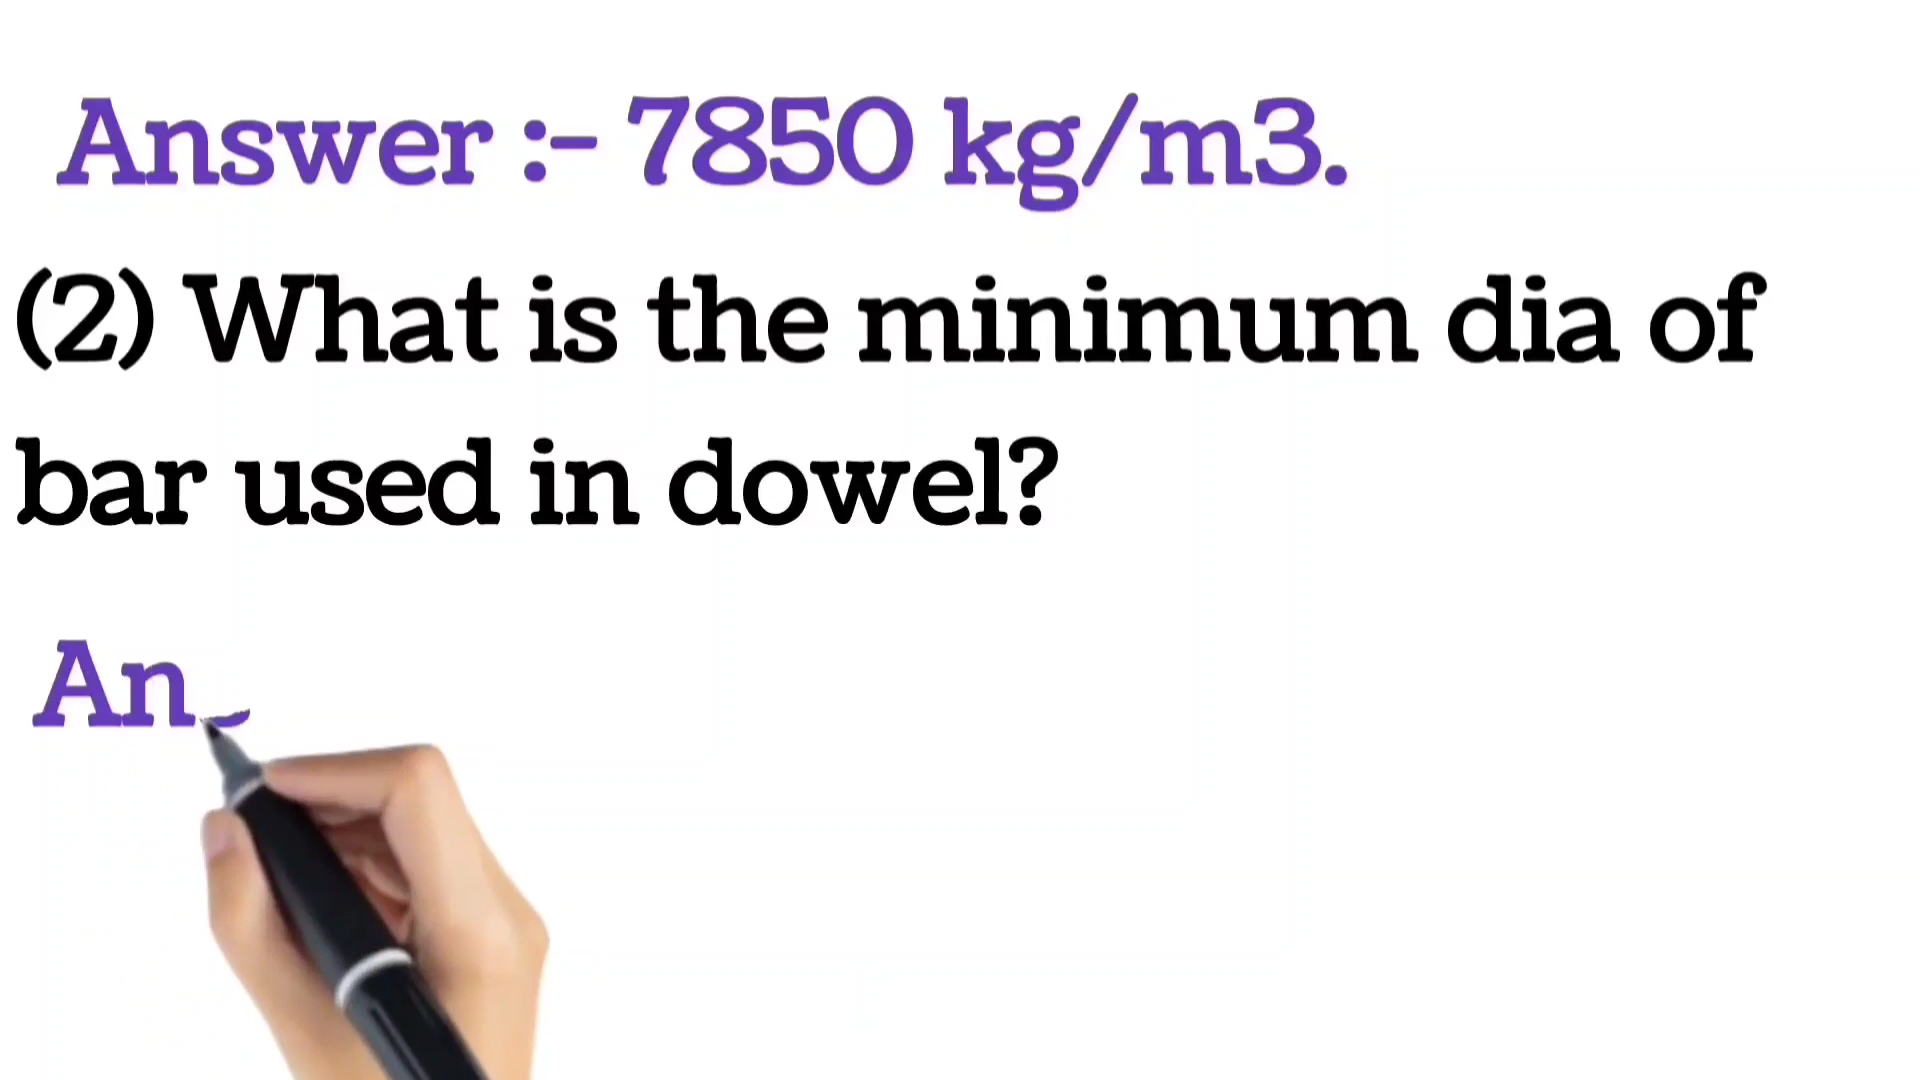 Answer :- 7850 kg/m3.
(2) What is the minimum dia of
bar used in dowel?
An